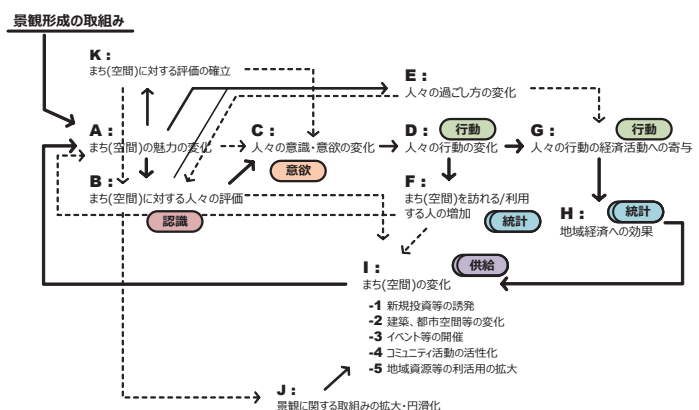 景観形成の取組み
K：
まち(空間)に対する評価の確立
E：
人々の過ごし方の変化
A：
まち(空間)の魅力の変化
C：
人々の意識・意欲の変化
意欲
D：
行動
人々の行動の変化
G：
行動
人々の行動の経済活動への寄与
B：
まち(空間)に対する人々の評価
認識
F：
まち(空間)を訪れる/利用
する人の増加
統計
H：
統計
地域経済への効果
I：
供給
まち(空間)の変化
-1 新規投資等の誘発
-2 建築、都市空間等の変化
-3 イベント等の開催
-4 コミュニティ活動の活性化
-5 地域資源等の利活用の拡大
J：
景観に関する取組みの拡大・円滑化